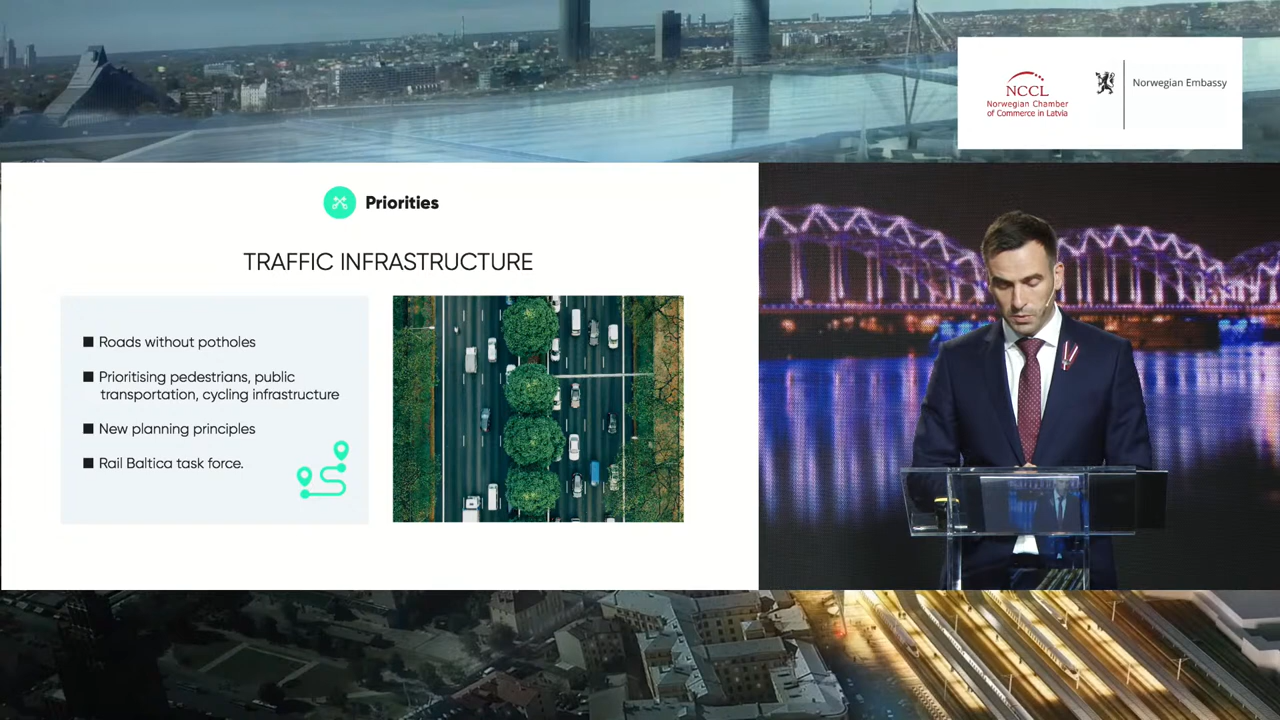 NCCL
Norwegian Chamber
of Commerce in Latvia
Norwegian Embassy
Priorities
TRAFFIC INFRASTRUCTURE
Roads without potholes
Prioritising pedestrians, public
transportation, cycling infrastructure
New planning principles
Rail Baltica task force.